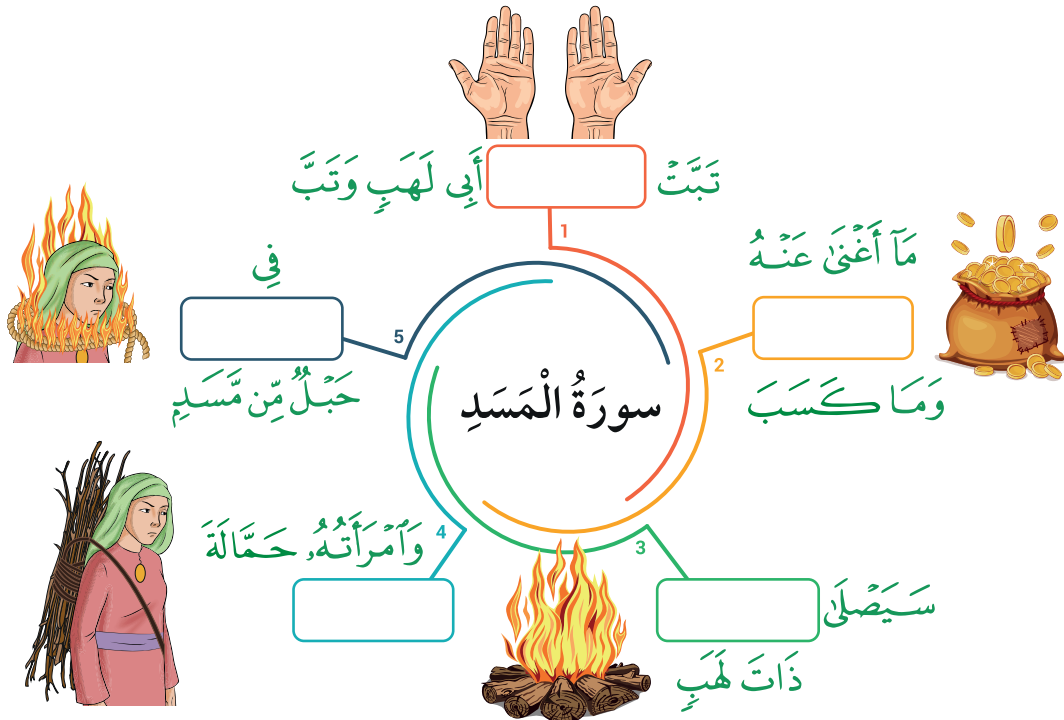 تَبَّتْ أَبِى لَهَبٍ وَتَبَّ
1
مَآ أَغْنَىٰ عَنْهُ
2
وَمَا كَسَبَ
سَيَصْلَىٰ
3
ذَاتَ لَهَبٍ
وَٱمْرَأَتُهُۥ حَمَّالَةَ
4
فِى
5
حَبْلٌ مِّن مَّسَدٍ
سورَةُ الْمَسَدِ